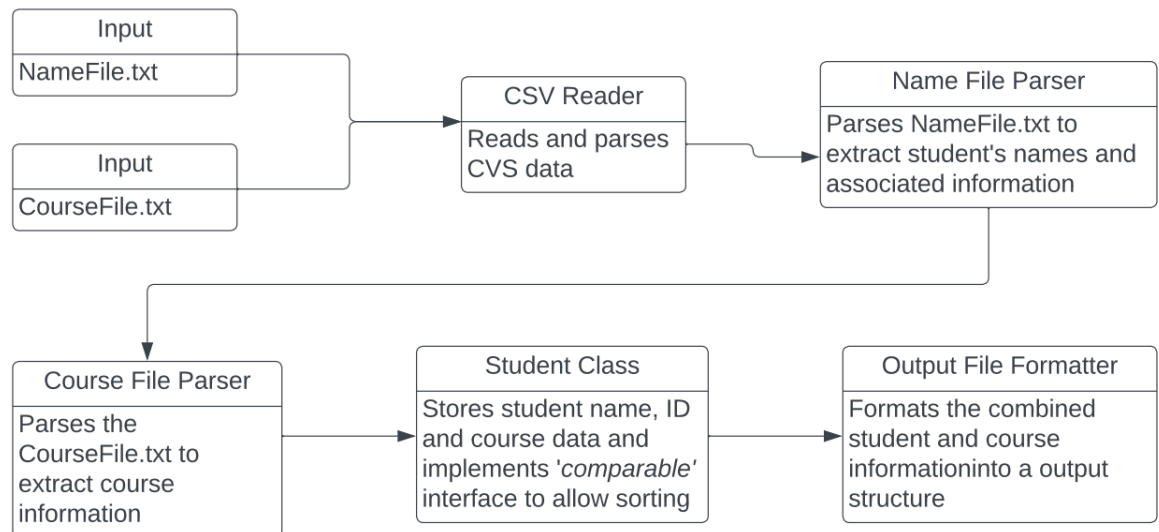 Input
NameFile.txt
Input
CourseFile.txt
CSV Reader
Reads and parses
CVS data
Name File Parser
Parses NameFile.txt to
extract student's names and
associated information
Course File Parser
Parses the
CourseFile.txt to
extract course
information
Student Class
Stores student name, ID
and course data and
implements 'comparable'
interface to allow sorting
Output File Formatter
Formats the combined
student and course
informationinto a output
structure